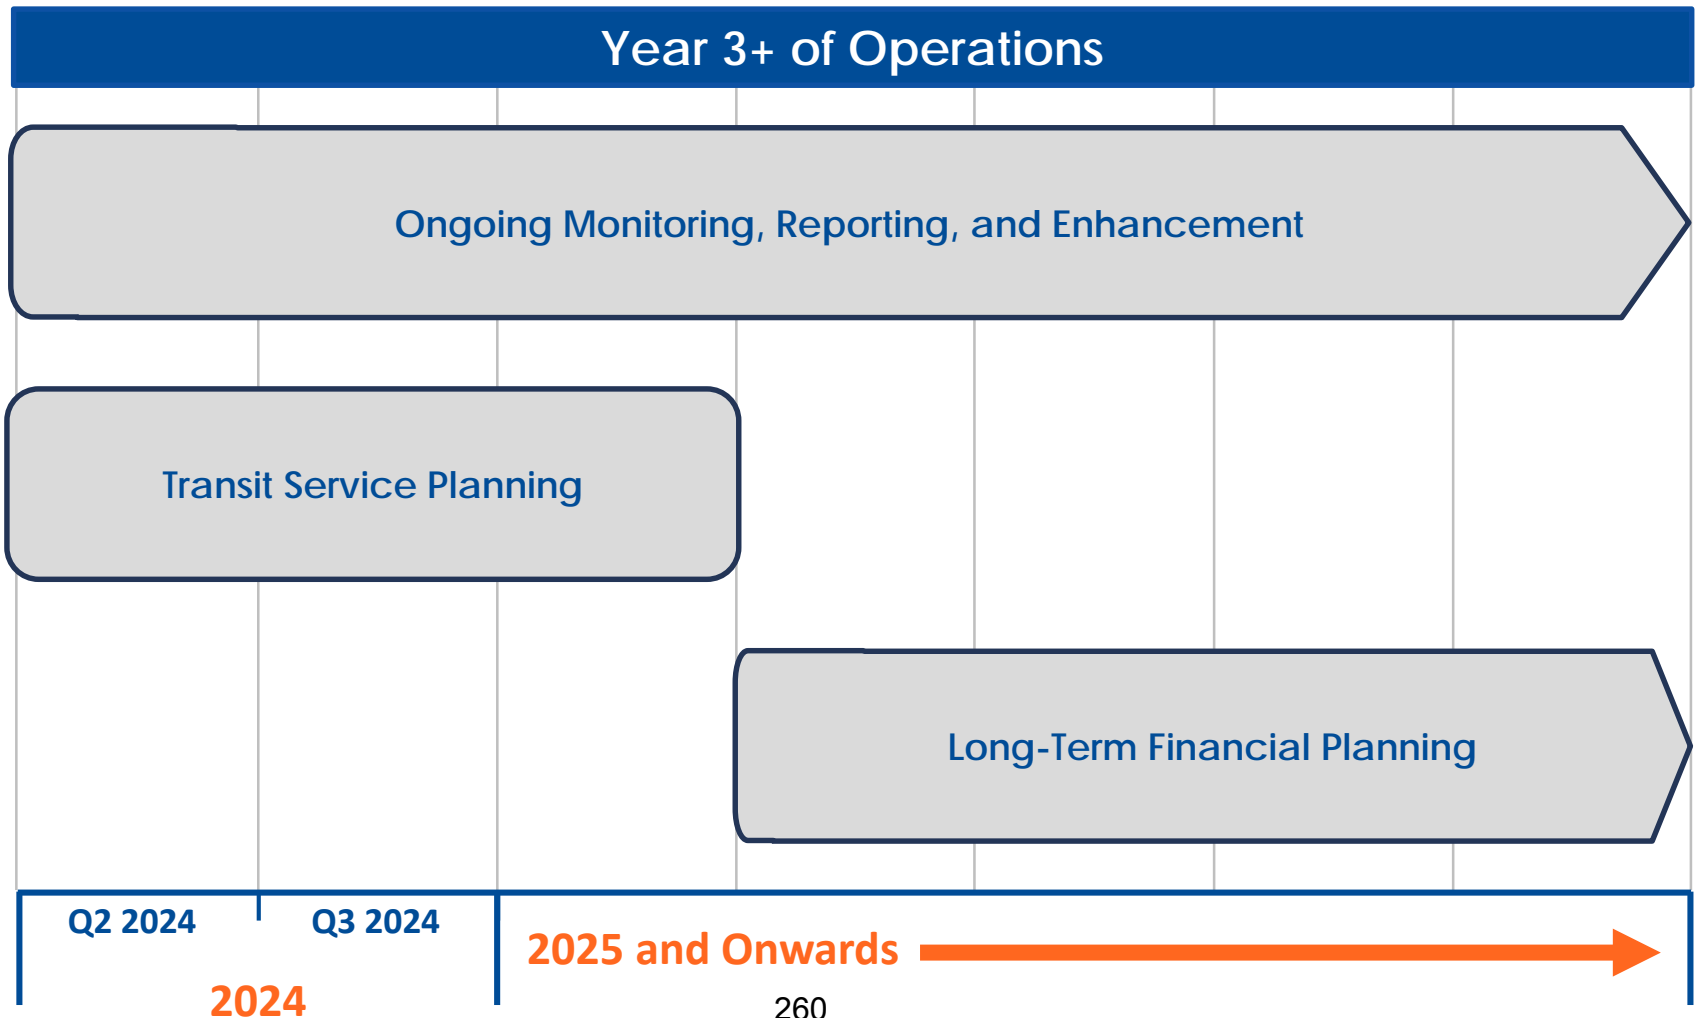 Year 3+ of Operations
Ongoing Monitoring, Reporting, and Enhancement
Transit Service Planning
Long-Term Financial Planning
Q2 2024
Q3 2024
2025 and Onwards
2024
260